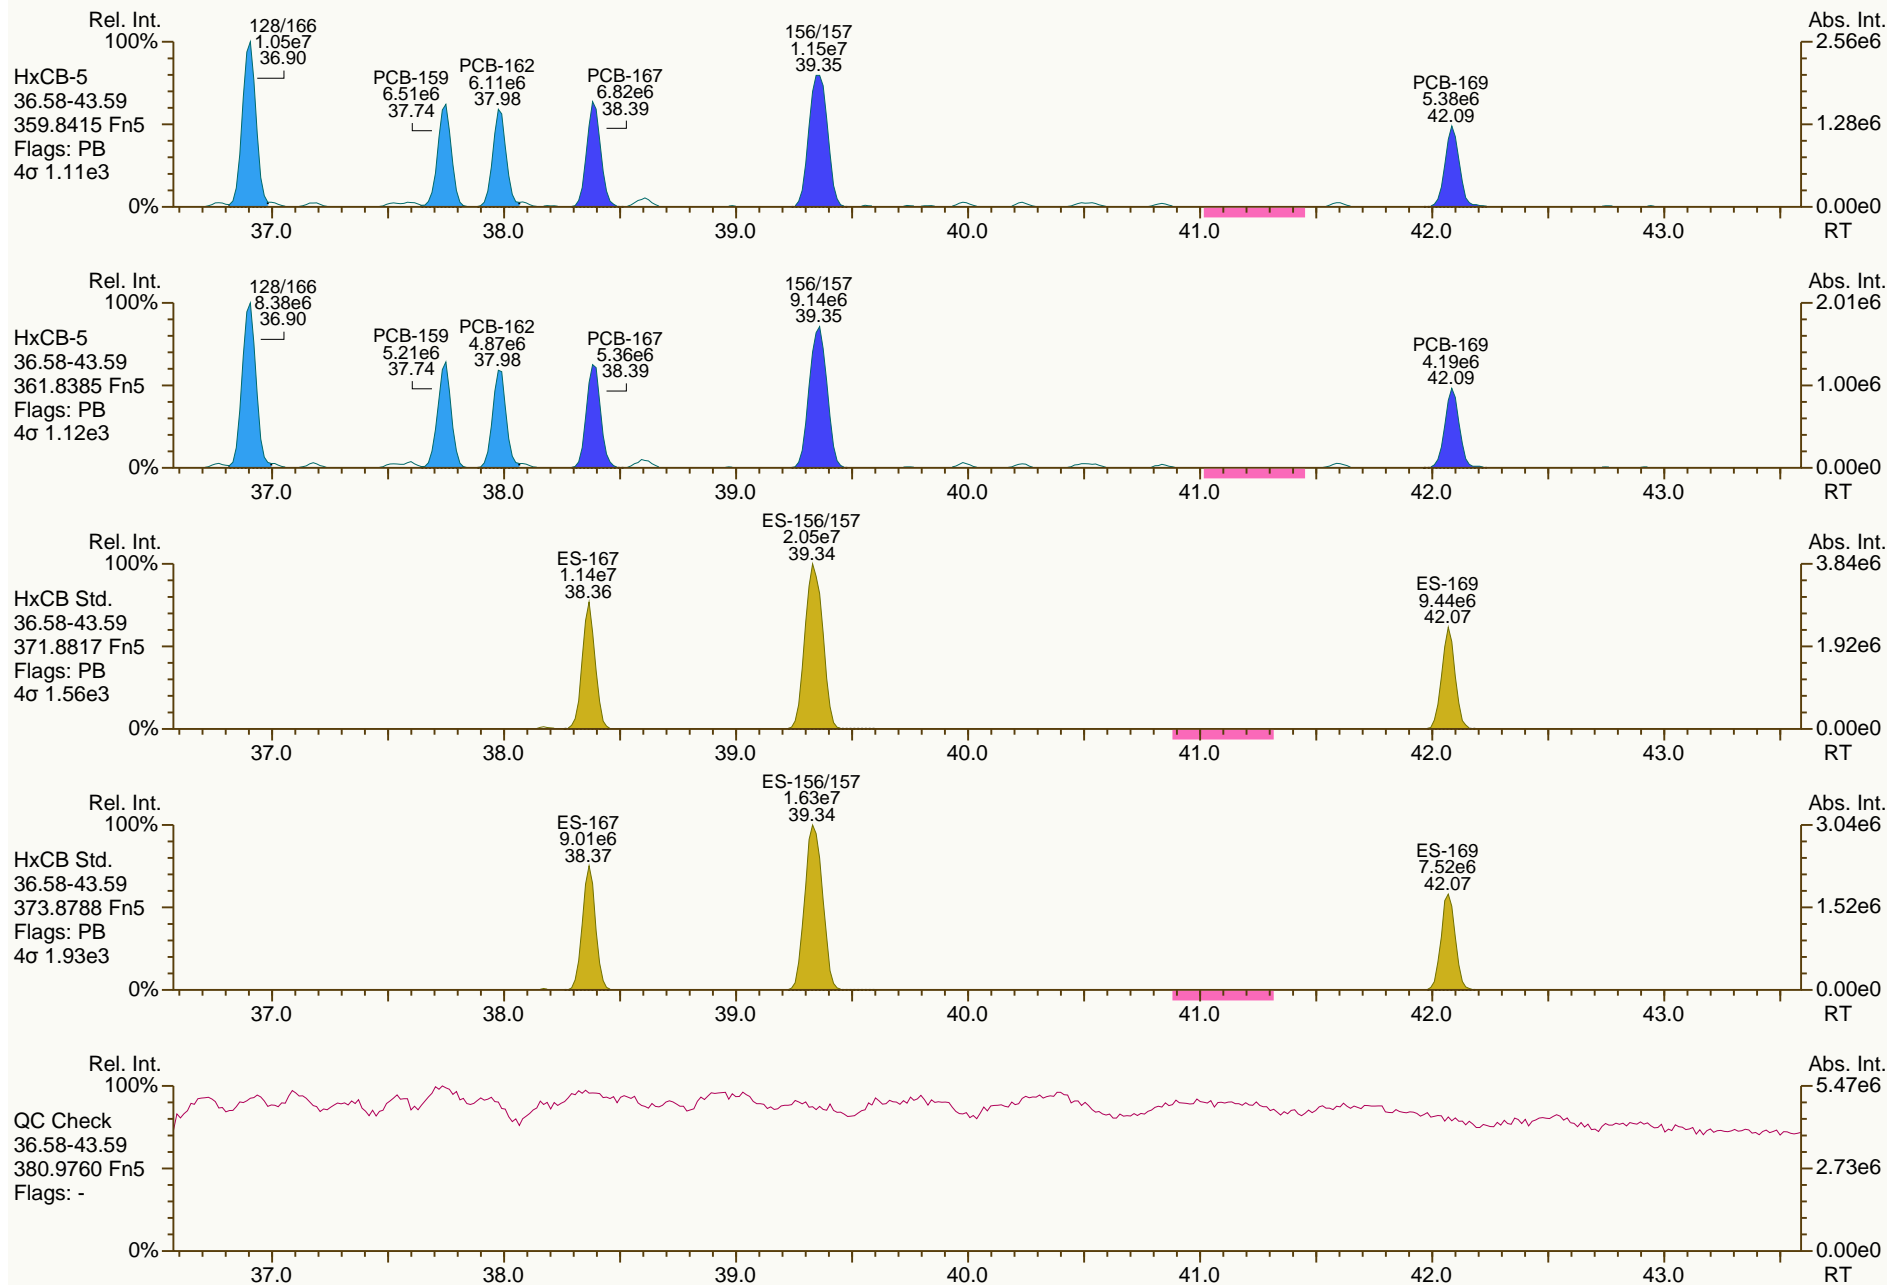 Rel. Int.
Abs. Int.
100%
2.56e6
128/166
1.05e7
36.90
PCB-159
6.51e6
37.74
PCB-162
6.11e6
37.98
PCB-167
6.82e6
38.39
156/157
1.15e7
39.35
PCB-169
5.38e6
42.09
HxCB-5
36.58-43.59
359.8415 Fn5
Flags: PB
4σ 1.11e3
1.28e6
0%
0.00e0
37.0 38.0 39.0 40.0 41.0 42.0 43.0 RT
Rel. Int.
Abs. Int.
100%
2.01e6
128/166
8.38e6
36.90
PCB-159
5.21e6
37.74
PCB-162
4.87e6
37.98
PCB-167
5.36e6
38.39
156/157
9.14e6
39.35
PCB-169
4.19e6
42.09
HxCB-5
36.58-43.59
361.8385 Fn5
Flags: PB
4σ 1.12e3
1.00e6
0%
0.00e0
37.0 38.0 39.0 40.0 41.0 42.0 43.0 RT
Rel. Int.
Abs. Int.
100%
3.84e6
ES-167
1.14e7
38.36
ES-156/157
2.05e7
39.34
ES-169
9.44e6
42.07
HxCB Std.
36.58-43.59
371.8817 Fn5
Flags: PB
4σ 1.56e3
1.92e6
0%
0.00e0
37.0 38.0 39.0 40.0 41.0 42.0 43.0 RT
Rel. Int.
Abs. Int.
100%
3.04e6
ES-167
9.01e6
38.37
ES-156/157
1.63e7
39.34
ES-169
7.52e6
42.07
HxCB Std.
36.58-43.59
373.8788 Fn5
Flags: PB
4σ 1.93e3
1.52e6
0%
0.00e0
37.0 38.0 39.0 40.0 41.0 42.0 43.0 RT
Rel. Int.
Abs. Int.
100%
5.47e6
QC Check
36.58-43.59
380.9760 Fn5
Flags: -
2.73e6
0%
0.00e0
37.0 38.0 39.0 40.0 41.0 42.0 43.0 RT